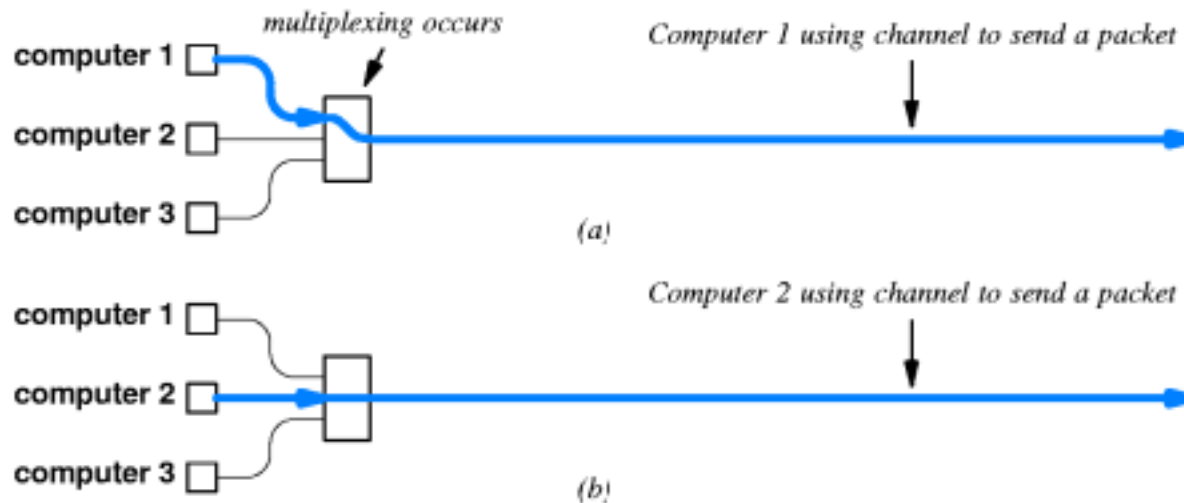 multiplexing occurs
Computer 1 using channel to send a packet
computer 1
computer 2
computer 3
(a)
Computer 2 using channel to send a packet
computer 1
computer 2
computer 3
(b)